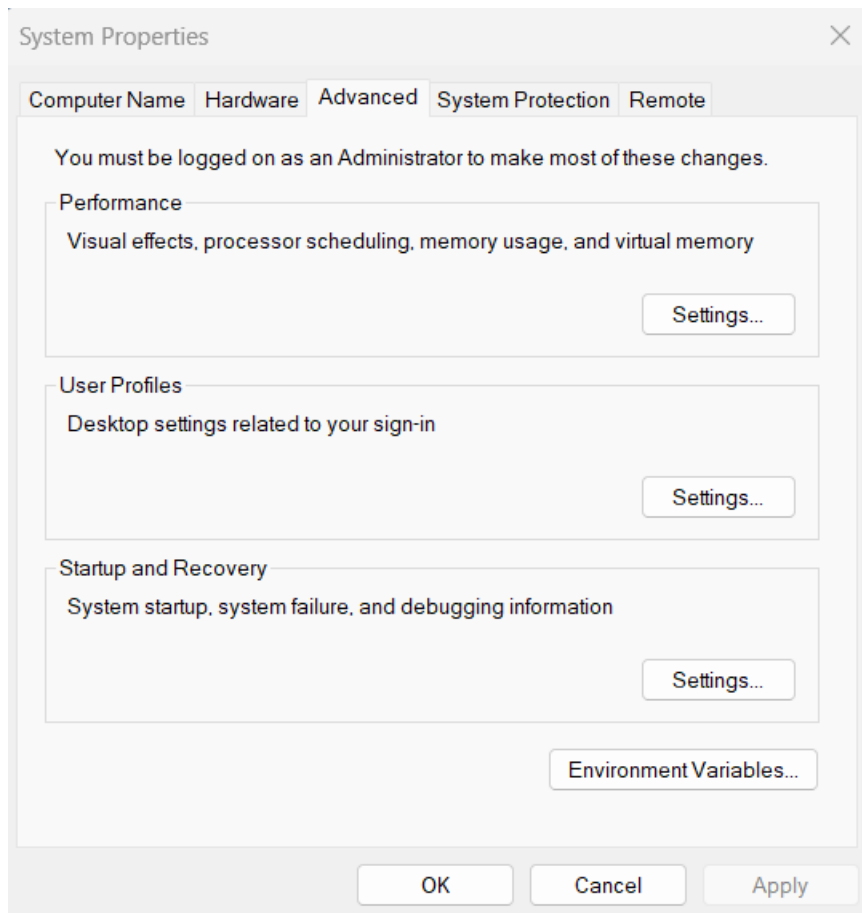 System Properties
Computer Name Hardware Advanced System Protection Remote
You must be logged on as an Administrator to make most of these changes.
Performance
Visual effects, processor scheduling, memory usage, and virtual memory
Settings...
User Profiles
Desktop settings related to your sign-in
Settings...
Startup and Recovery
System startup, system failure, and debugging information
Settings...
Environment Variables...
OK Cancel Apply